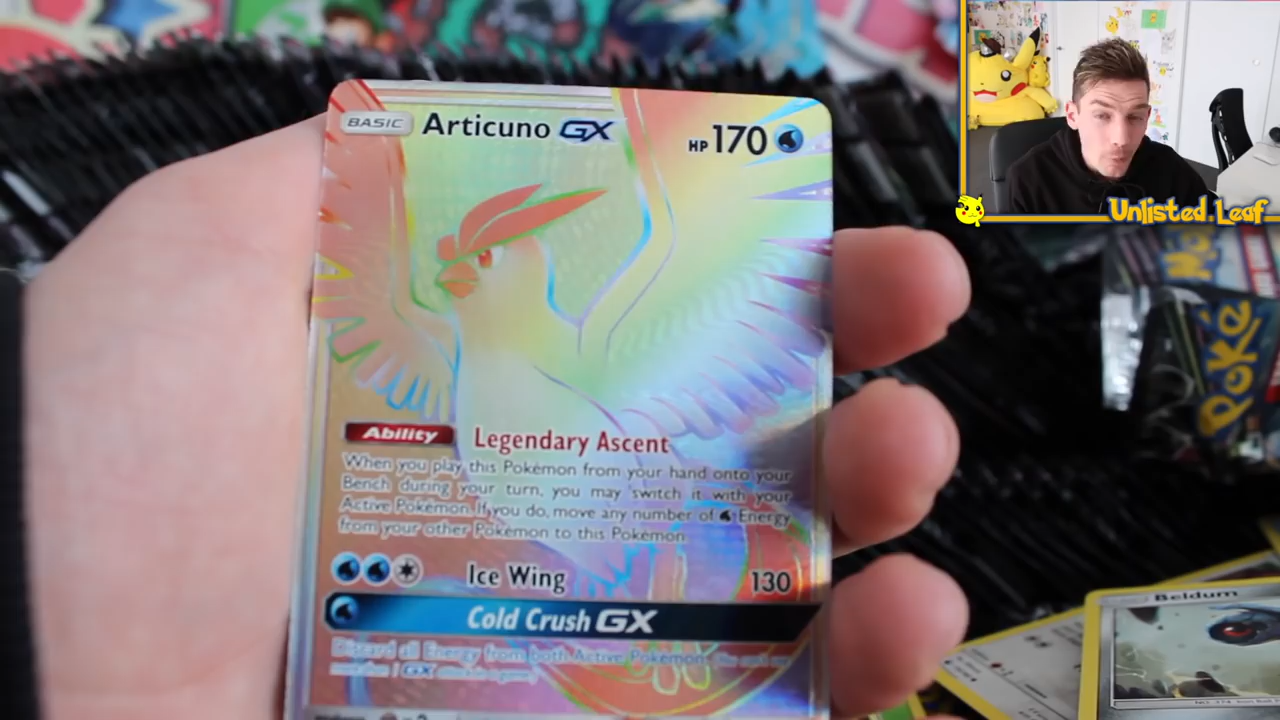 BASIC Articuno GX HP 170
Unlisted Leaf
Ability Legendary Ascent
When you play this Pokémon from your hand onto your
Bench during your turn, you may switch it with your
Active Pokémon. If you do, move any number of Energy
from your other Pokémon to this Pokémon.
Ice Wing 130
Cold Crush GX
Discard all Energy from both Active Pokémon.
Poké
Beldum